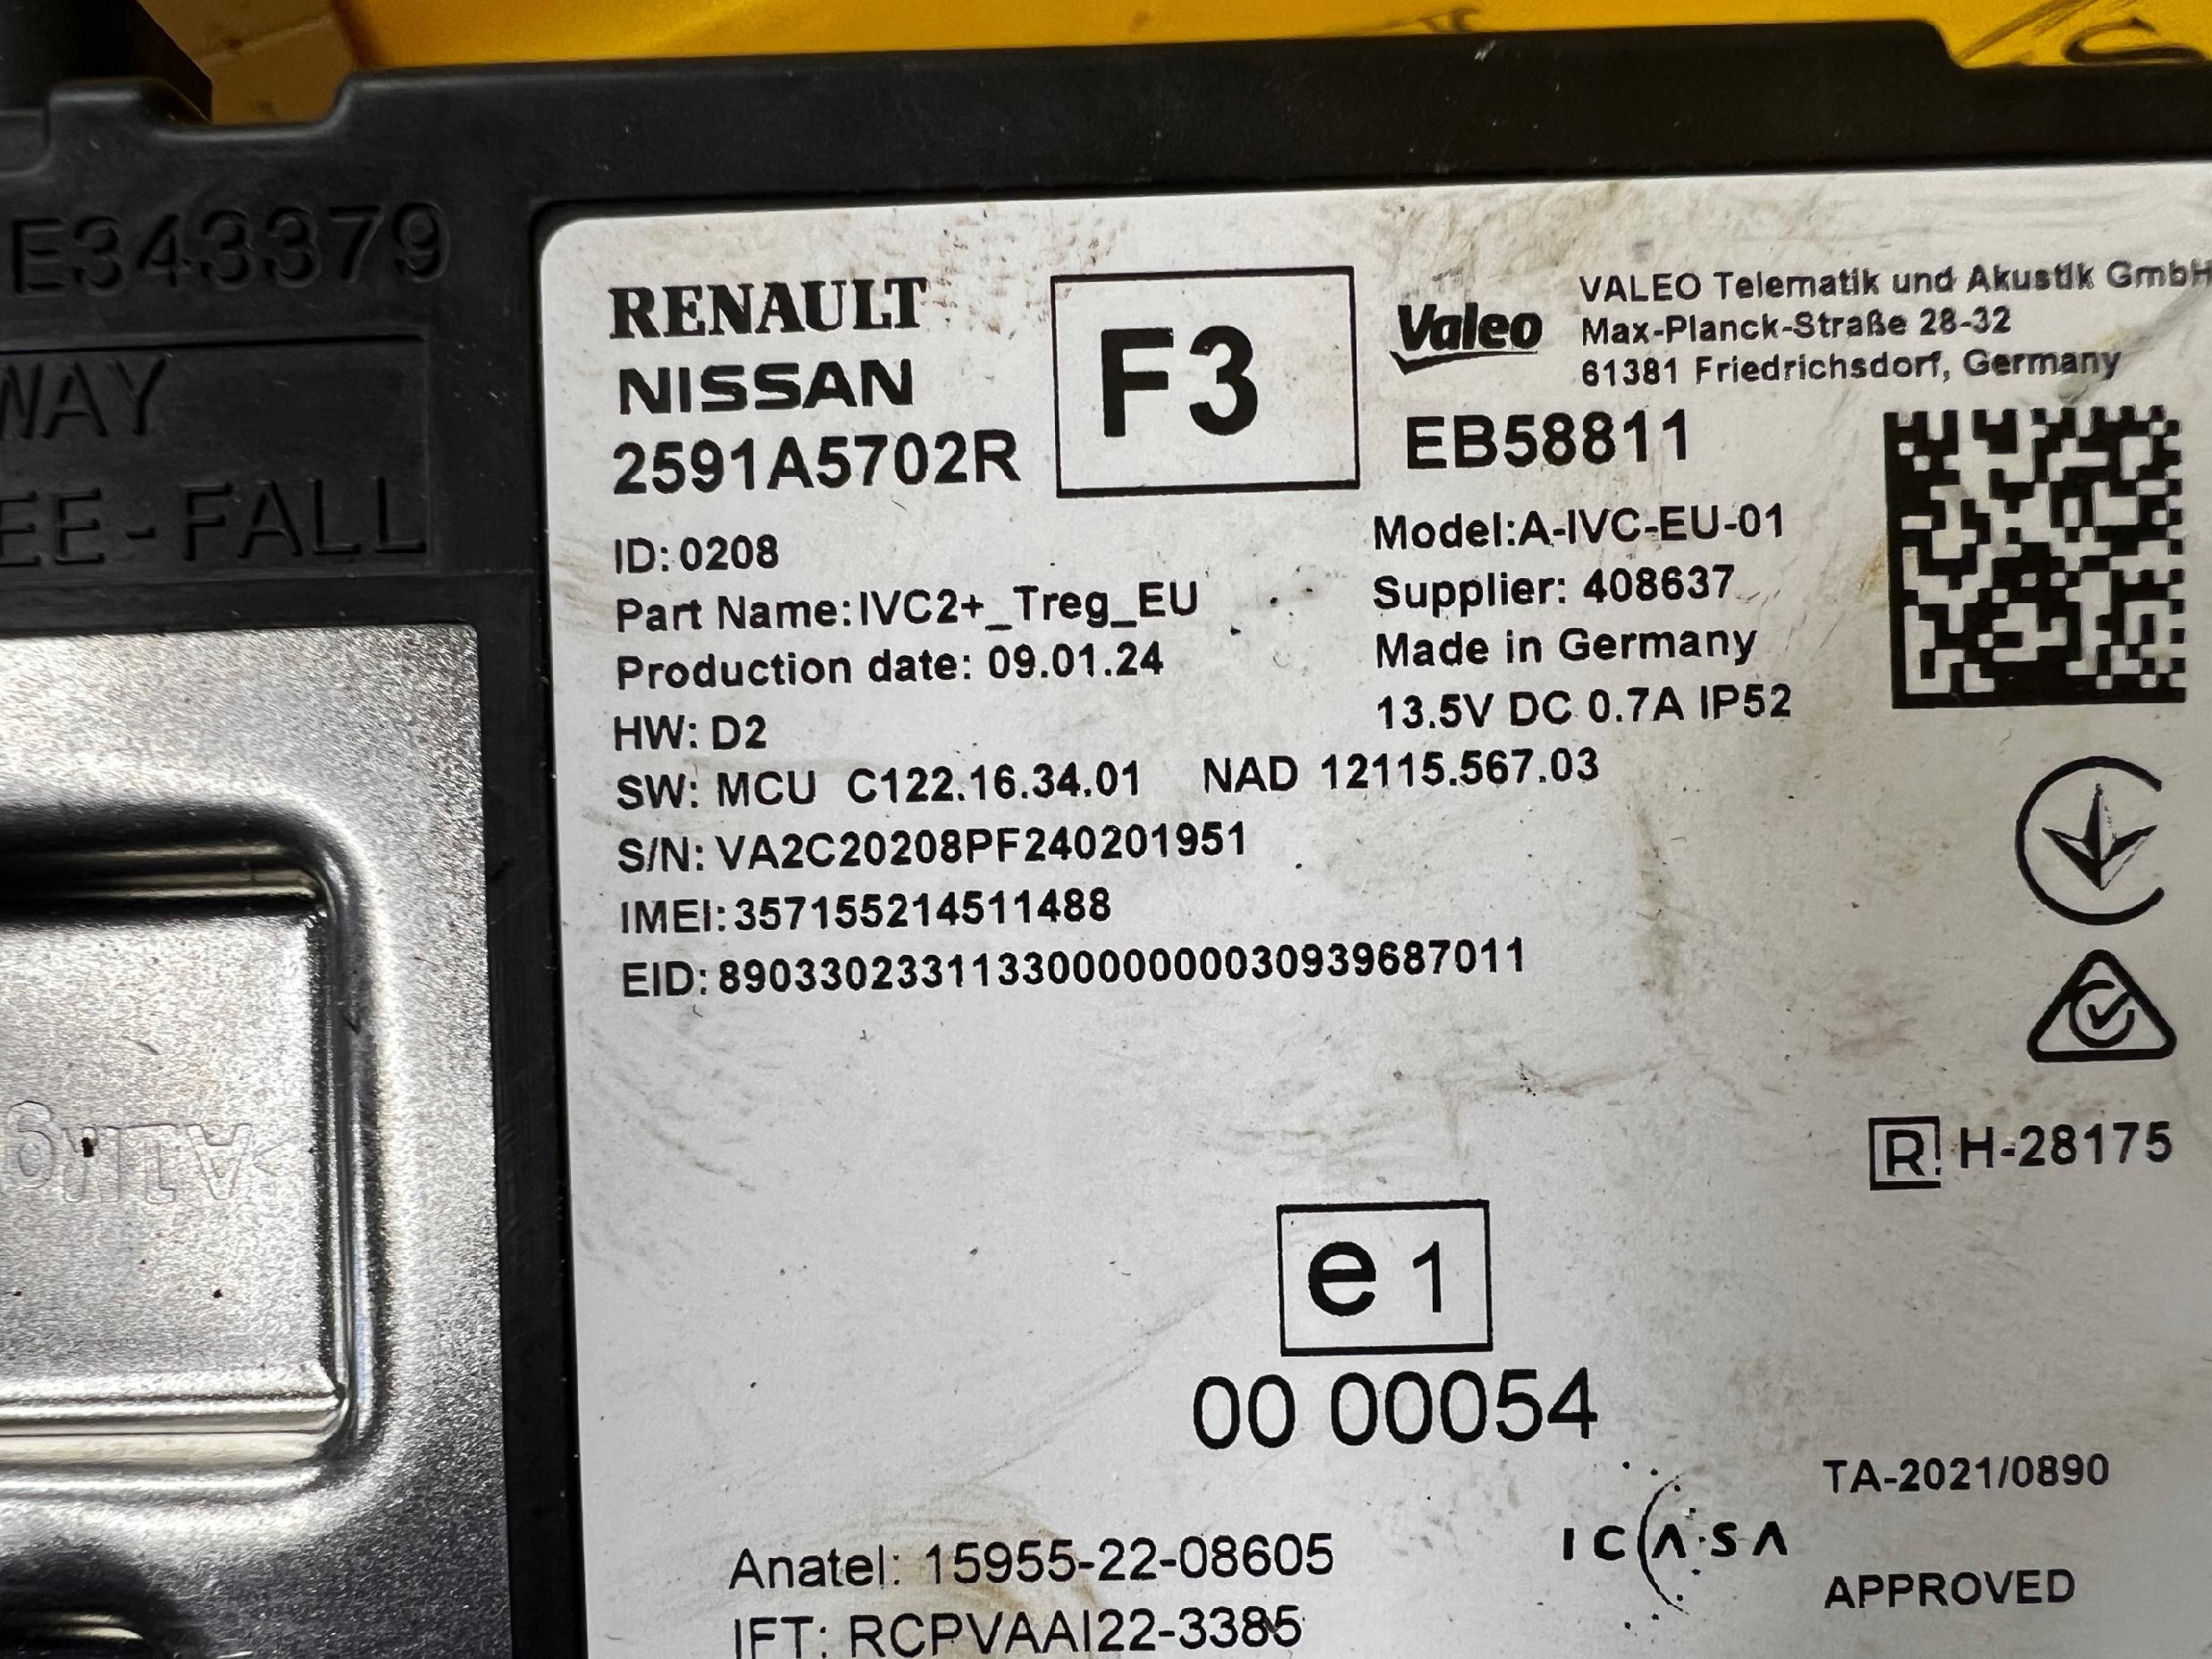 E343379
WAY
EE-FALL
RENAULT
NISSAN
2591A5702R
F3
Valeo
VALEO Telematik und Akustik GmbH
Max-Planck-Straße 28-32
61381 Friedrichsdorf, Germany
EB58811
ID: 0208
Part Name: IVC2+_Treg_EU
Production date: 09.01.24
HW: D2
SW: MCU C122.16.34.01 NAD 12115.567.03
S/N: VA2C20208PF240201951
IMEI: 357155214511488
EID: 89033023311330000000030939687011
Model:A-IVC-EU-01
Supplier: 408637
Made in Germany
13.5V DC 0.7A IP52
R H-28175
e1
00 00054
TA-2021/0890
ICASA
APPROVED
Anatel: 15955-22-08605
IFT: RCPVAAI22-3385